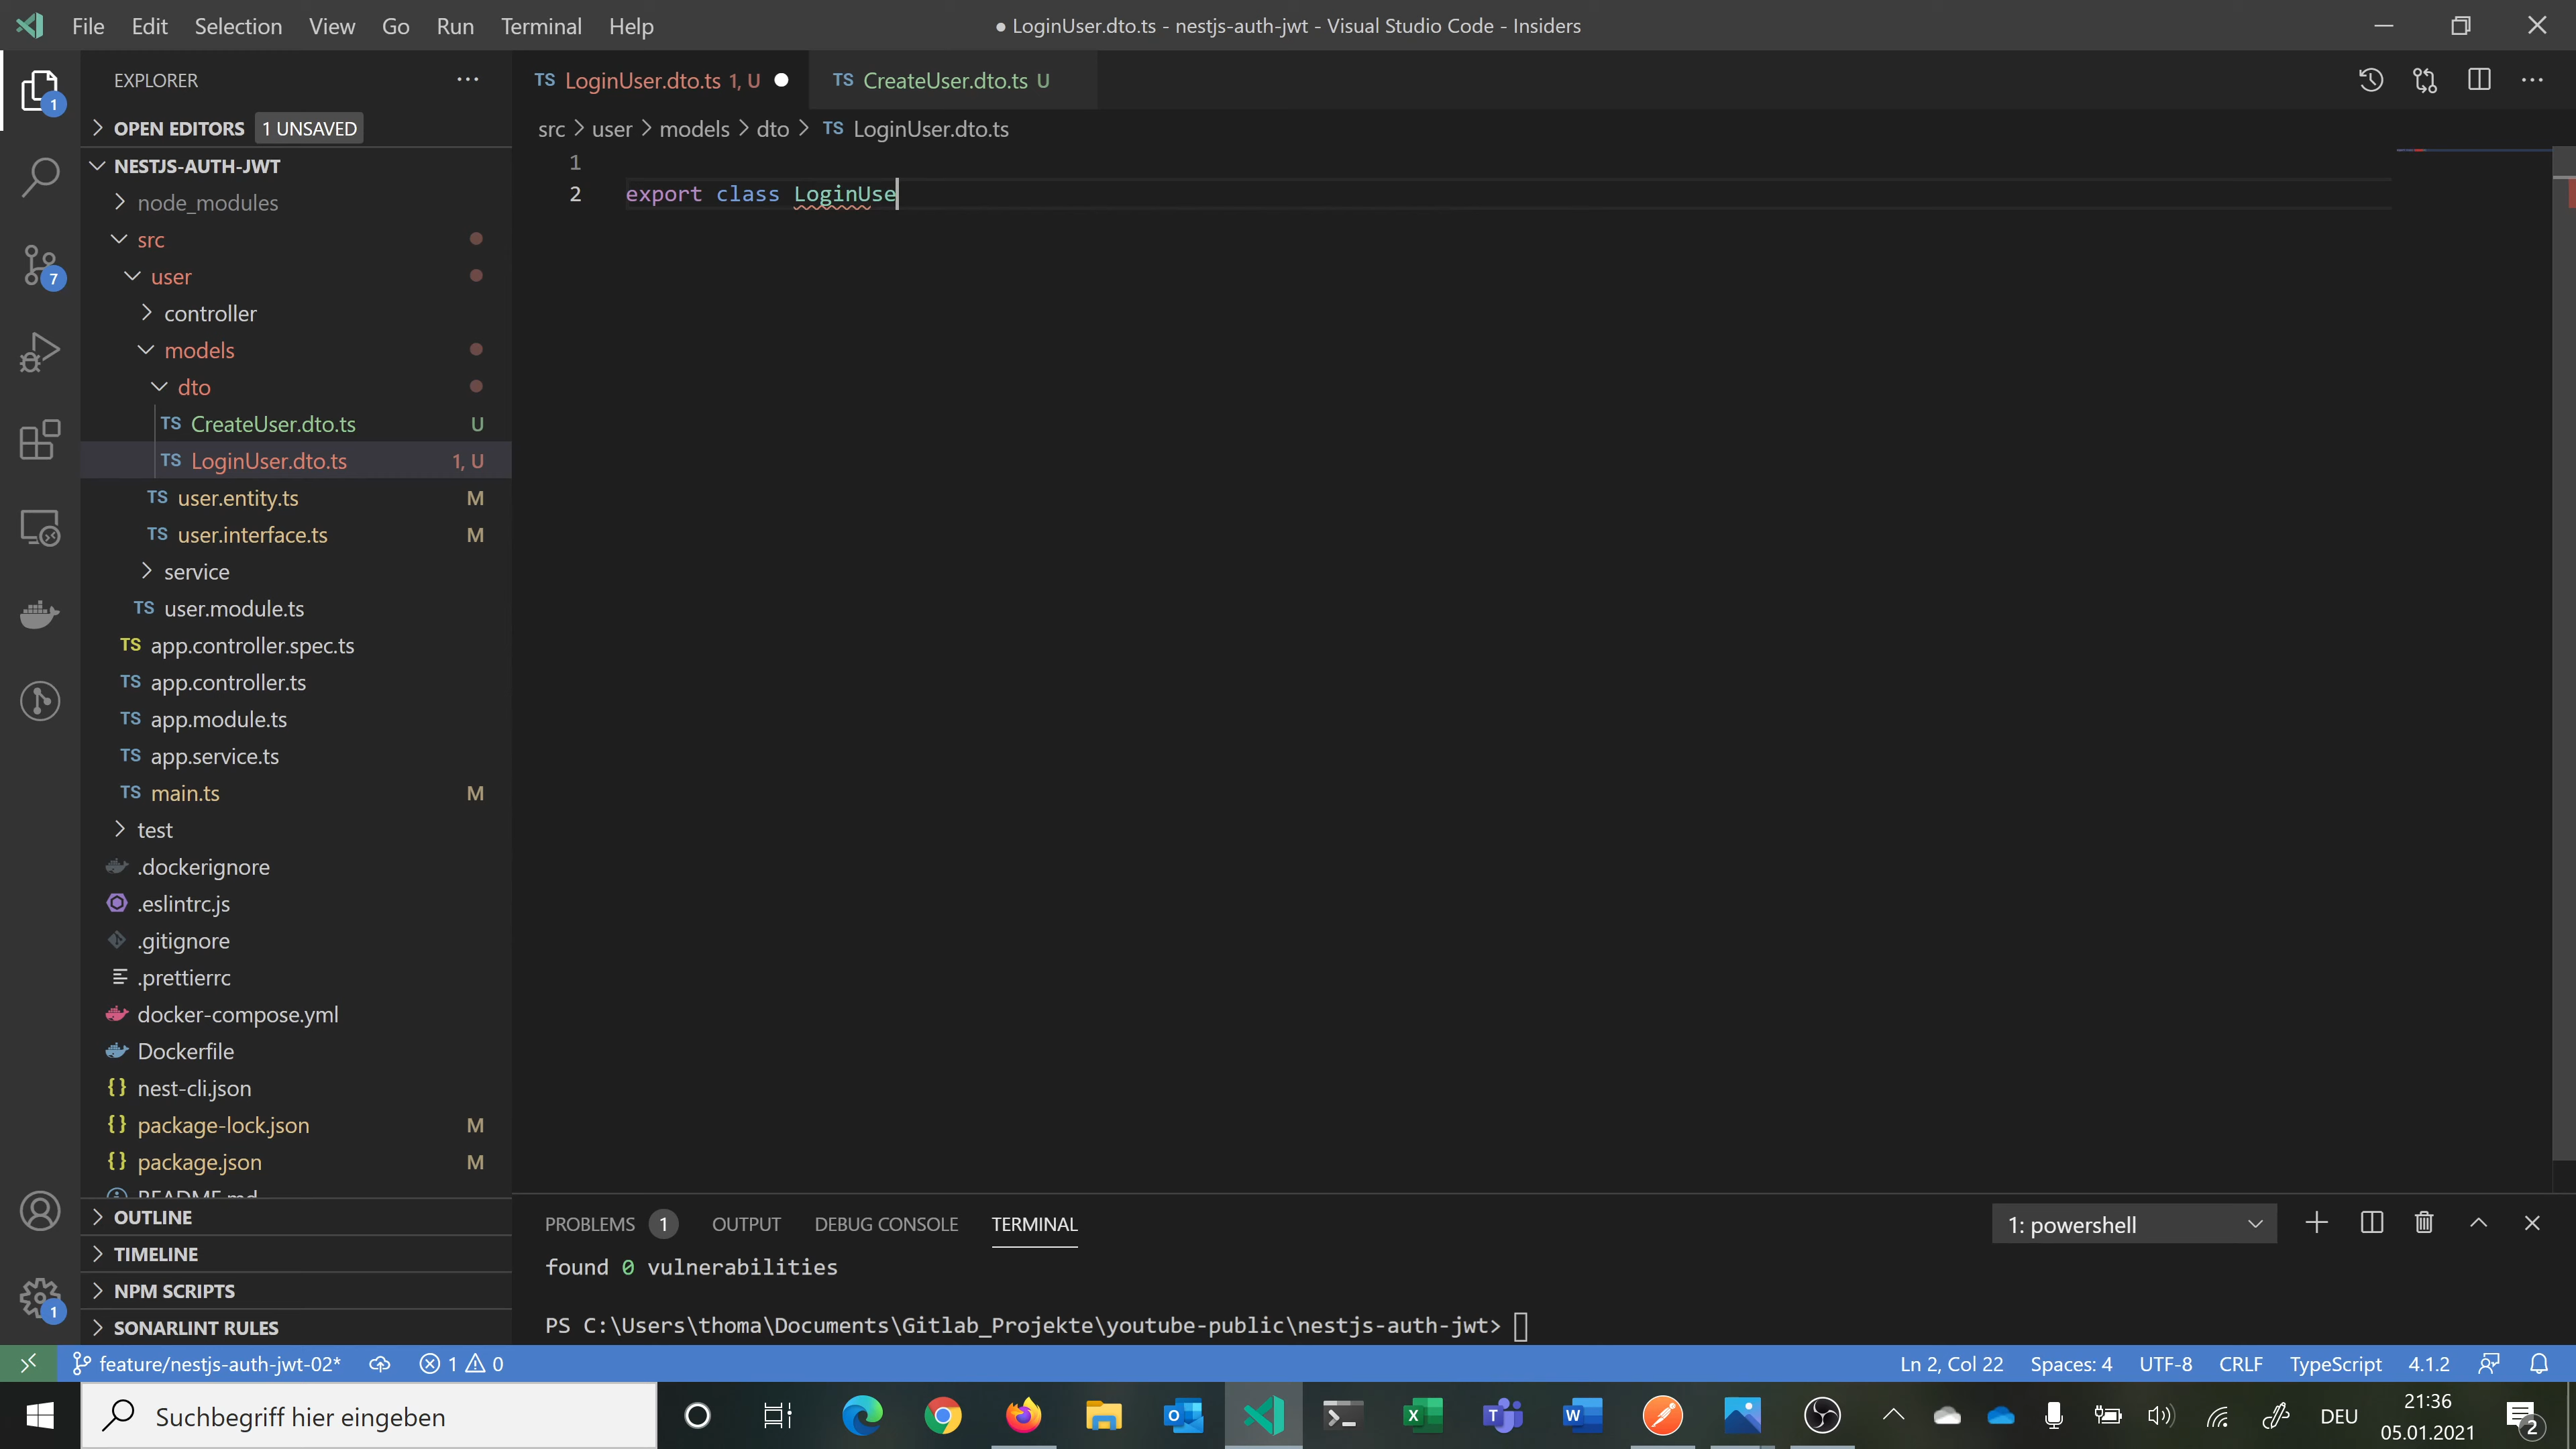 File Edit Selection View Go Run Terminal Help
● LoginUser.dto.ts - nestjs-auth-jwt - Visual Studio Code - Insiders
EXPLORER
OPEN EDITORS 1 UNSAVED
NESTJS-AUTH-JWT
node_modules
src
user
controller
models
dto
TS CreateUser.dto.ts U
TS LoginUser.dto.ts 1, U
TS user.entity.ts M
TS user.interface.ts M
service
TS user.module.ts
TS app.controller.spec.ts
TS app.controller.ts
TS app.module.ts
TS app.service.ts
TS main.ts M
test
.dockerignore
.eslintrc.js
.gitignore
.prettierrc
docker-compose.yml
Dockerfile
{} nest-cli.json
{} package-lock.json M
{} package.json M
README.md
OUTLINE
TIMELINE
NPM SCRIPTS
SONARLINT RULES
1
7
1
TS LoginUser.dto.ts 1, U
TS CreateUser.dto.ts U
src > user > models > dto > TS LoginUser.dto.ts
1
2 export class LoginUse
PROBLEMS 1 OUTPUT DEBUG CONSOLE TERMINAL
1: powershell
found 0 vulnerabilities
PS C:\Users\thoma\Documents\Gitlab_Projekte\youtube-public\nestjs-auth-jwt>
feature/nestjs-auth-jwt-02* 1 0
Ln 2, Col 22 Spaces: 4 UTF-8 CRLF TypeScript 4.1.2
Suchbegriff hier eingeben
DEU
21:36
05.01.2021
2